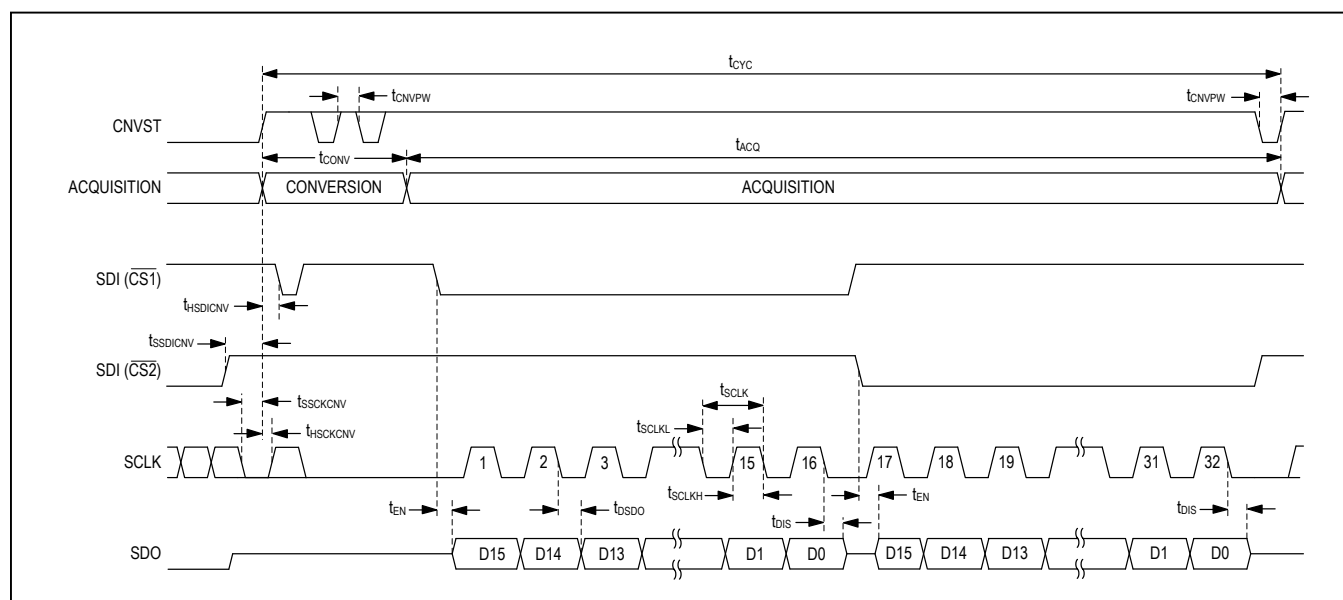 tCYC
tCNVPW
tCNVPW
CNVST
tCONV
tACQ
ACQUISITION
CONVERSION
ACQUISITION
SDI (CS1)
tHSDICNV
tSSDICNV
SDI (CS2)
tSSCKCNV
tSCLK
tHSCKCNV
tSCLKL
SCLK
1
2
3
15
16
17
18
19
31
32
tEN
tDSDO
tSCLKH
tDIS
tEN
tDIS
SDO
D15
D14
D13
D1
D0
D15
D14
D13
D1
D0